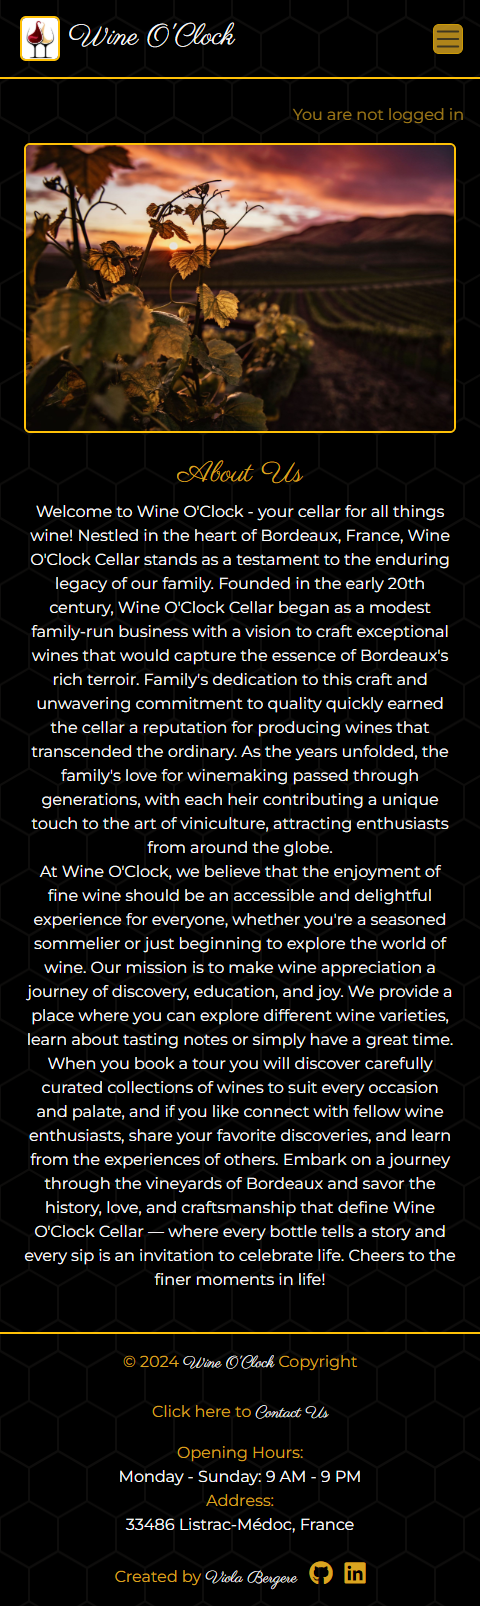 Wine O'Clock
You are not logged in
About Us
Welcome to Wine O'Clock - your cellar for all things
wine! Nestled in the heart of Bordeaux, France, Wine
O'Clock Cellar stands as a testament to the enduring
legacy of our family. Founded in the early 20th
century, Wine O'Clock Cellar began as a modest
family-run business with a vision to craft exceptional
wines that would capture the essence of Bordeaux's
rich terroir. Family's dedication to this craft and
unwavering commitment to quality quickly earned
the cellar a reputation for producing wines that
transcended the ordinary. As the years unfolded, the
family's love for winemaking passed through
generations, with each heir contributing a unique
touch to the art of viniculture, attracting enthusiasts
from around the globe.
At Wine O'Clock, we believe that the enjoyment of
fine wine should be an accessible and delightful
experience for everyone, whether you're a seasoned
sommelier or just beginning to explore the world of
wine. Our mission is to make wine appreciation a
journey of discovery, education, and joy. We provide a
place where you can explore different wine varieties,
learn about tasting notes or simply have a great time.
When you book a tour you will discover carefully
curated collections of wines to suit every occasion
and palate, and if you like connect with fellow wine
enthusiasts, share your favorite discoveries, and learn
from the experiences of others. Embark on a journey
through the vineyards of Bordeaux and savor the
history, love, and craftsmanship that define Wine
O'Clock Cellar — where every bottle tells a story and
every sip is an invitation to celebrate life. Cheers to the
finer moments in life!
© 2024 Wine O'Clock Copyright
Click here to Contact Us
Opening Hours:
Monday - Sunday: 9 AM - 9 PM
Address:
33486 Listrac-Médoc, France
Created by Viola Bergere